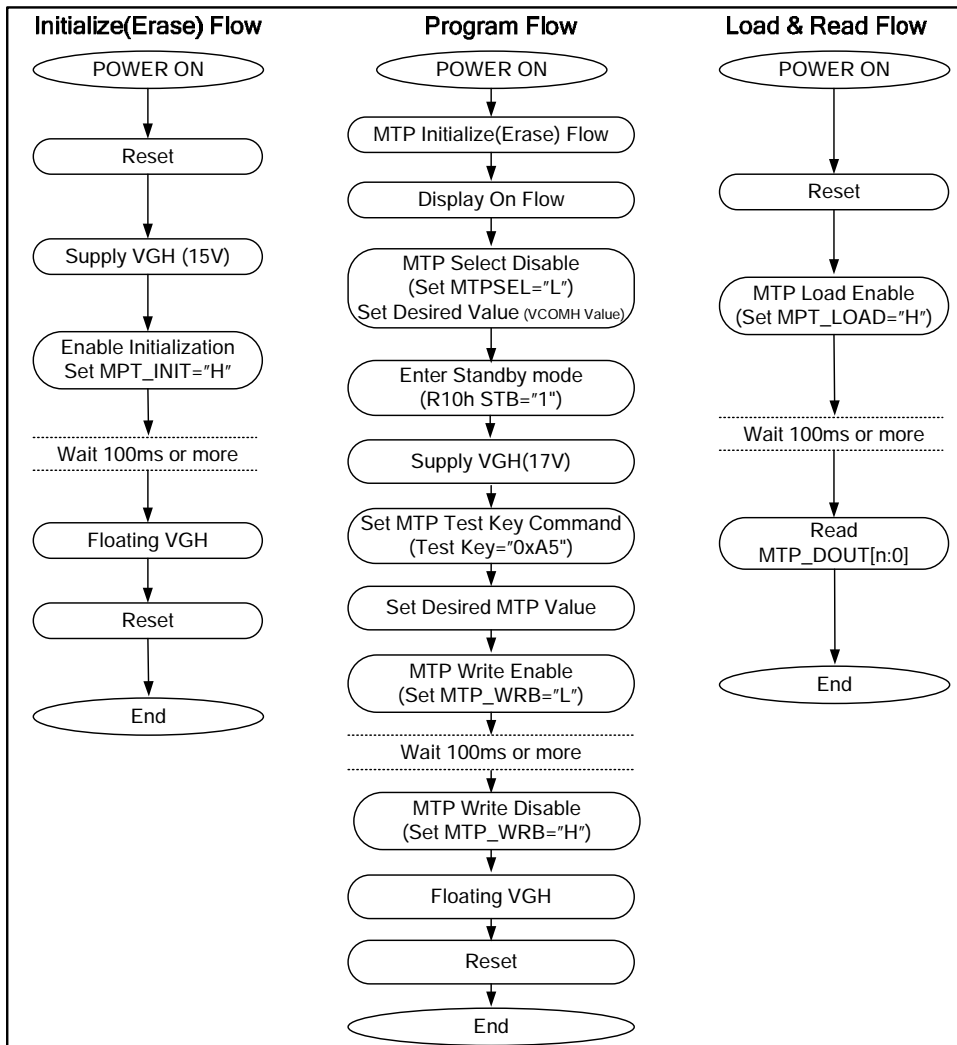 Initialize(Erase) Flow
POWER ON
Reset
Supply VGH (15V)
Enable Initialization
Set MPT_INIT="H"
Wait 100ms or more
Floating VGH
Reset
End
Program Flow
POWER ON
MTP Initialize(Erase) Flow
Display On Flow
MTP Select Disable
(Set MTPSEL="L")
Set Desired Value (VCOMH Value)
Enter Standby mode
(R10h STB="1")
Supply VGH(17V)
Set MTP Test Key Command
(Test Key="0xA5")
Set Desired MTP Value
MTP Write Enable
(Set MTP_WRB="L")
Wait 100ms or more
MTP Write Disable
(Set MTP_WRB="H")
Floating VGH
Reset
End
Load & Read Flow
POWER ON
Reset
MTP Load Enable
(Set MPT_LOAD="H")
Wait 100ms or more
Read
MTP_DOUT[n:0]
End